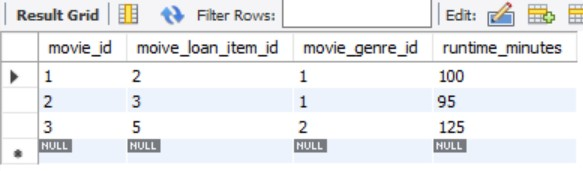 Result Grid Filter Rows: Edit:
movie_id moive_loan_item_id movie_genre_id runtime_minutes
1 2 1 100
2 3 1 95
3 5 2 125
NULL NULL NULL NULL